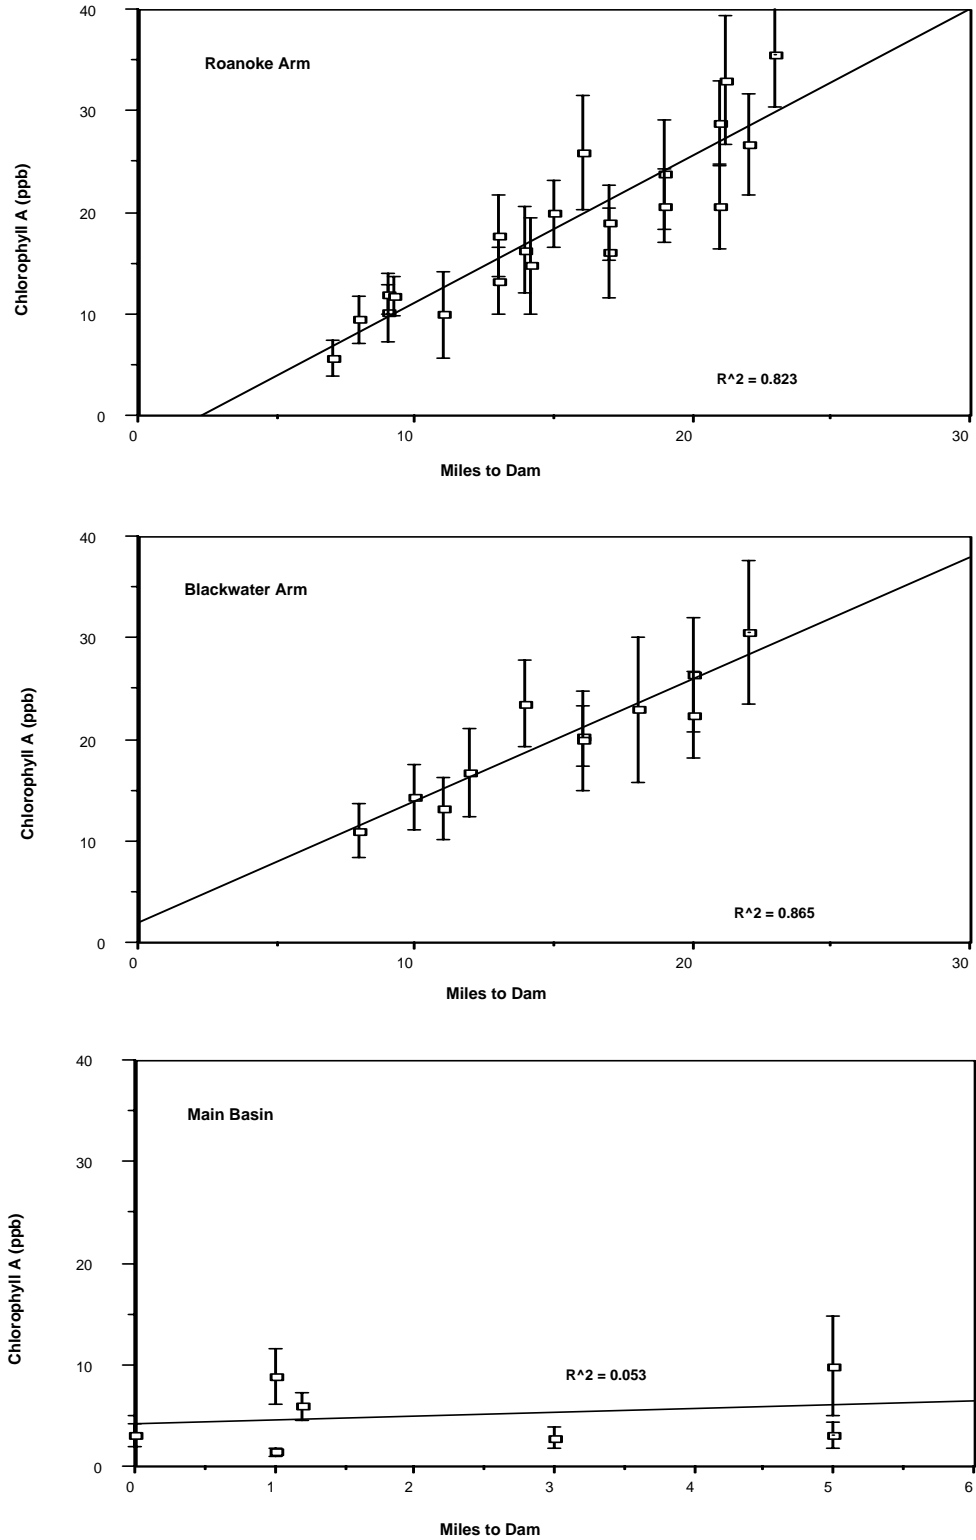 40
Roanoke Arm
30
Chlorophyll A (ppb)
20
10
R^2 = 0.823
0
0 10 20 30
Miles to Dam
40
Blackwater Arm
30
Chlorophyll A (ppb)
20
10
R^2 = 0.865
0
0 10 20 30
Miles to Dam
40
Main Basin
30
Chlorophyll A (ppb)
20
10
R^2 = 0.053
0
0 1 2 3 4 5 6
Miles to Dam